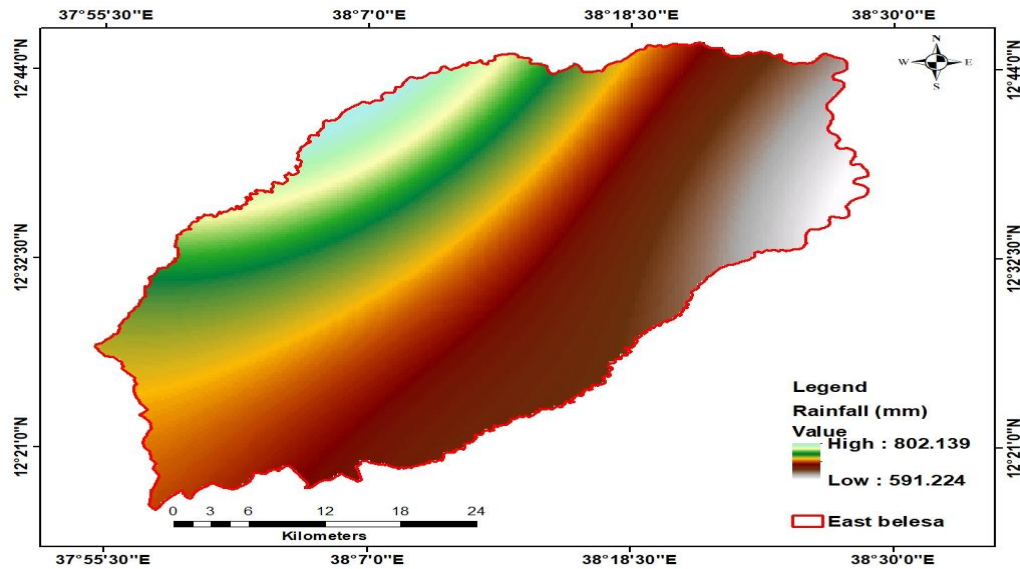 37°55'30"E 38°7'0"E 38°18'30"E 38°30'0"E
N
W E
S
12°44'0"N 12°44'0"N
12°32'30"N 12°32'30"N
12°21'0"N 12°21'0"N
Legend
Rainfall (mm)
Value
High : 802.139
Low : 591.224
East belesa
0 3 6 12 18 24
Kilometers
37°55'30"E 38°7'0"E 38°18'30"E 38°30'0"E